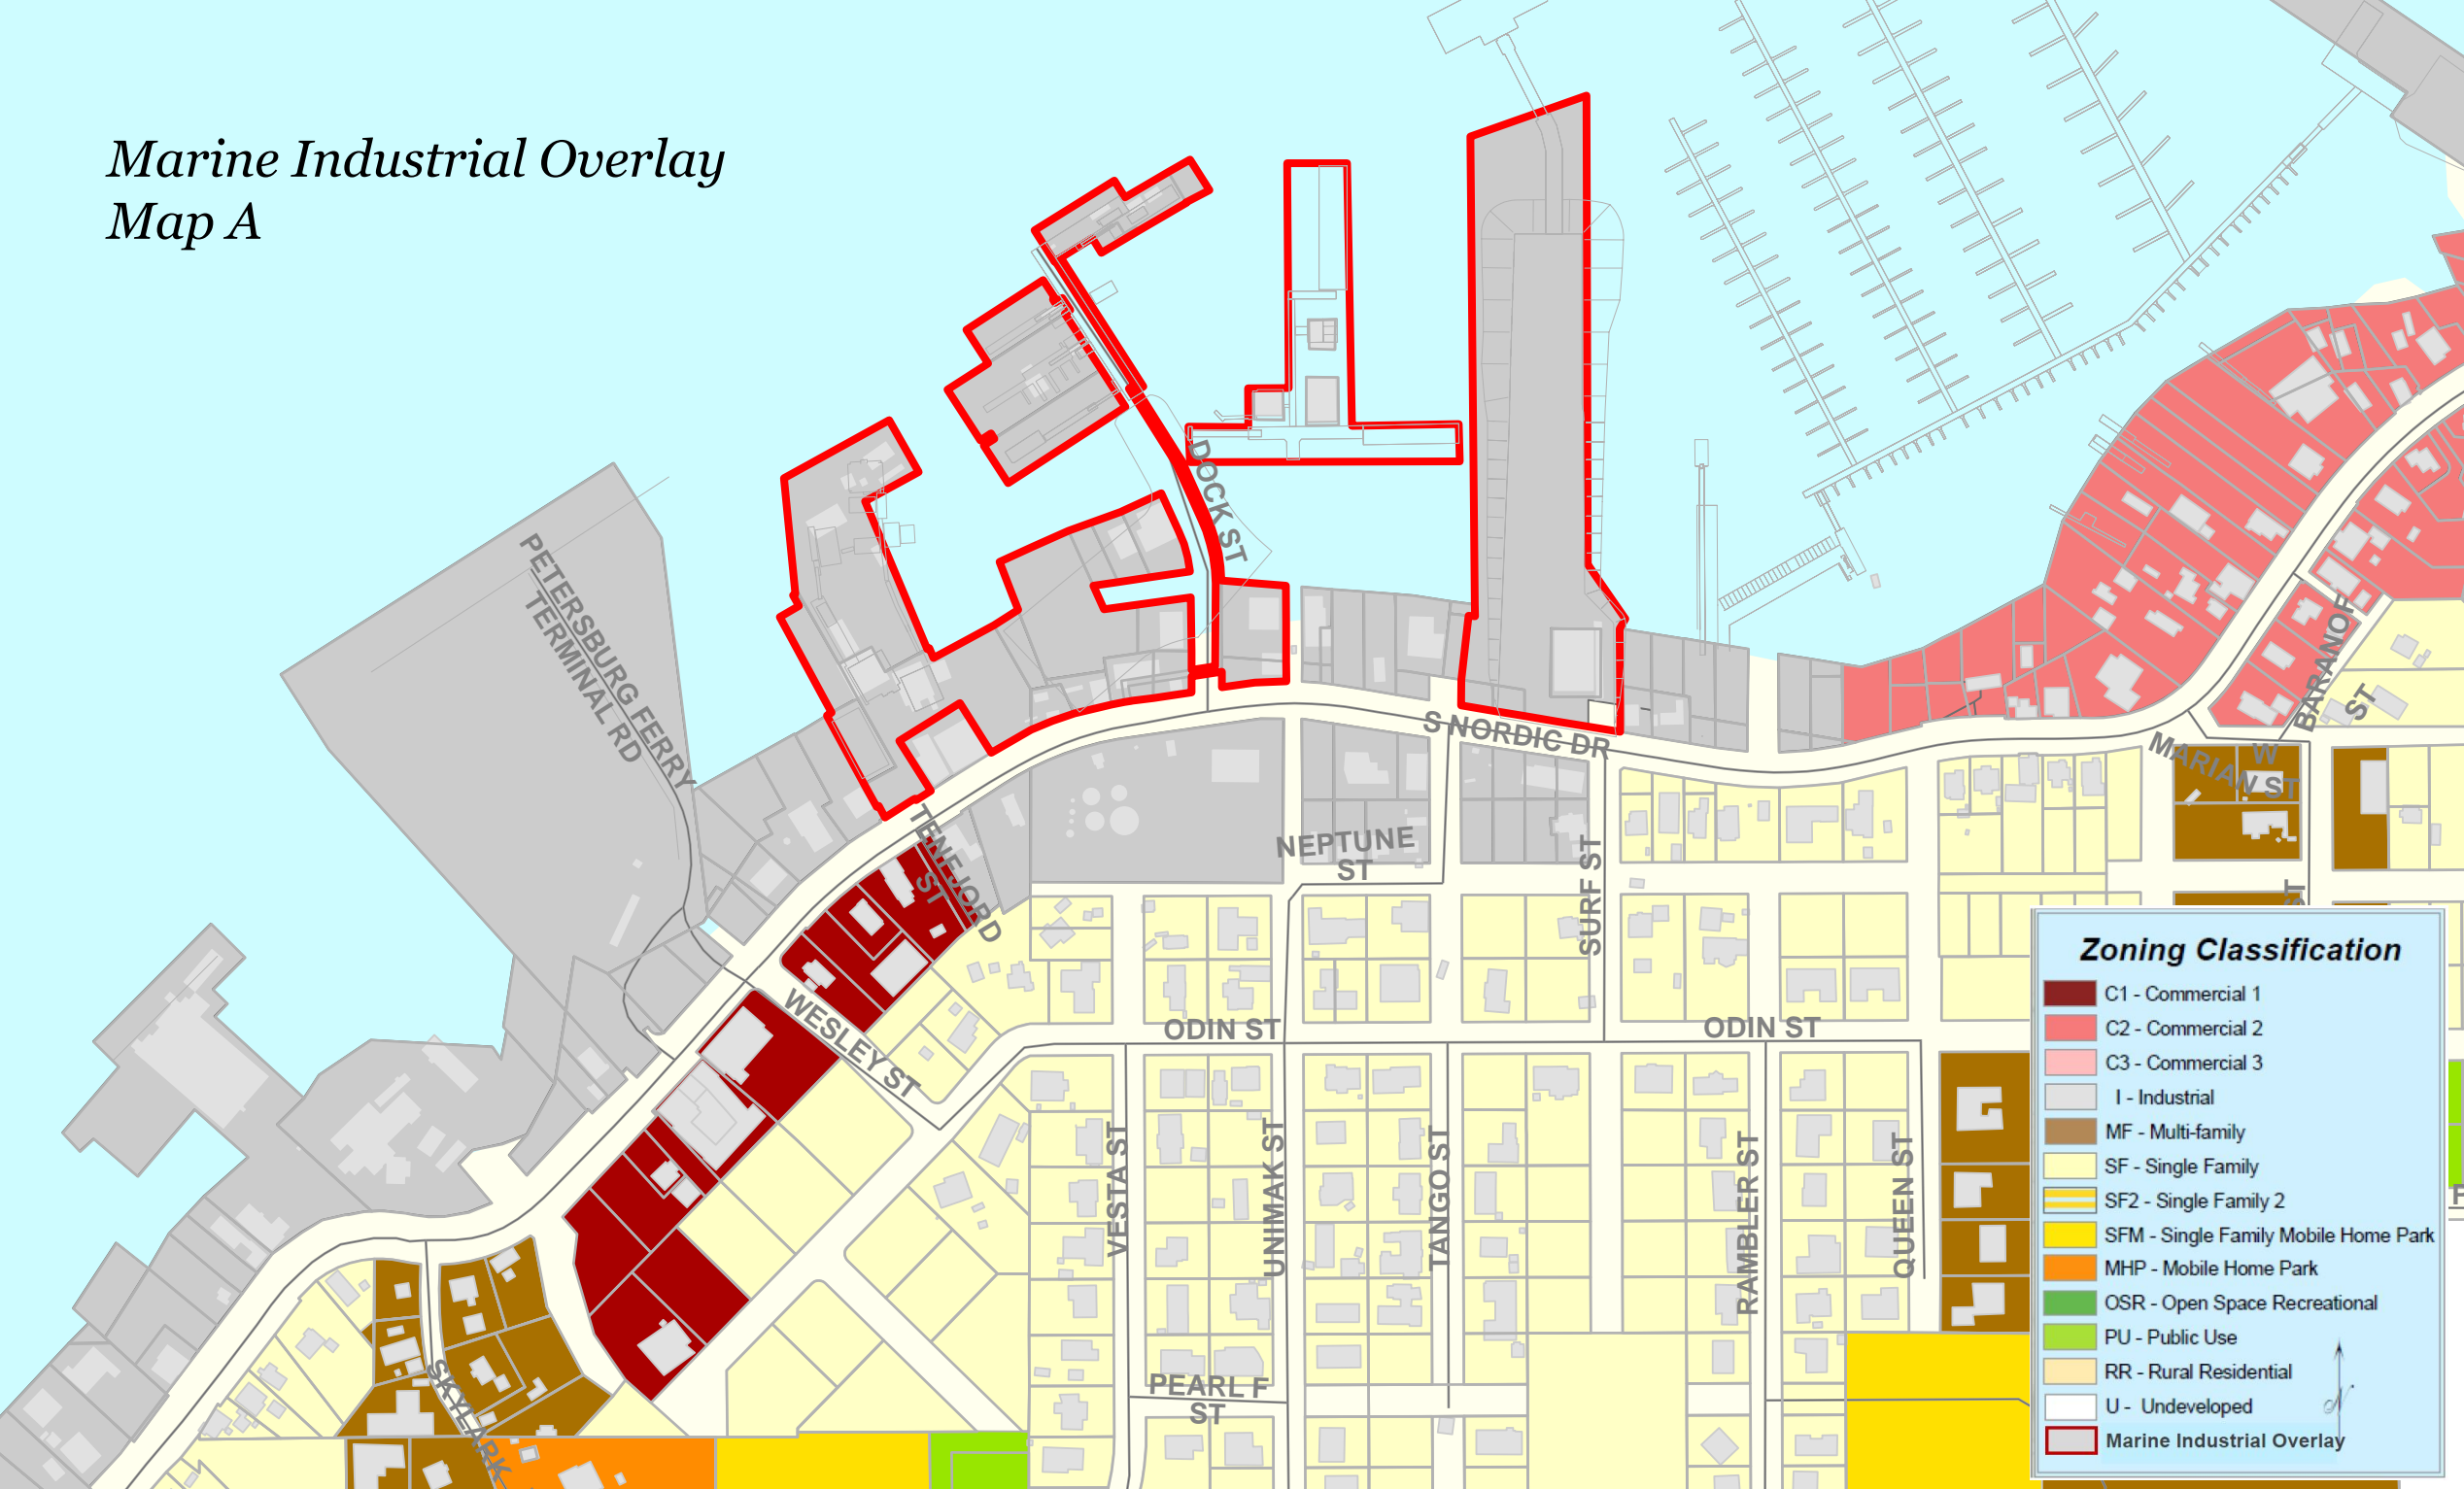 Marine Industrial Overlay
Map A
DOCK ST
PETERSBURG FERRY
TERMINAL RD
S NORDIC DR
BARANOF
ST
W
MARIAN ST
TENEJORD
ST
NEPTUNE
ST
SURF ST
ST
WESLEY ST
ODIN ST
ODIN ST
VESTA ST
UNIMAK ST
TANGO ST
RAMBLER ST
QUEEN ST
SKYLARK
PEARL F
ST
Zoning Classification
C1 - Commercial 1
C2 - Commercial 2
C3 - Commercial 3
I - Industrial
MF - Multi-family
SF - Single Family
SF2 - Single Family 2
SFM - Single Family Mobile Home Park
MHP - Mobile Home Park
OSR - Open Space Recreational
PU - Public Use
RR - Rural Residential
U - Undeveloped
Marine Industrial Overlay
N